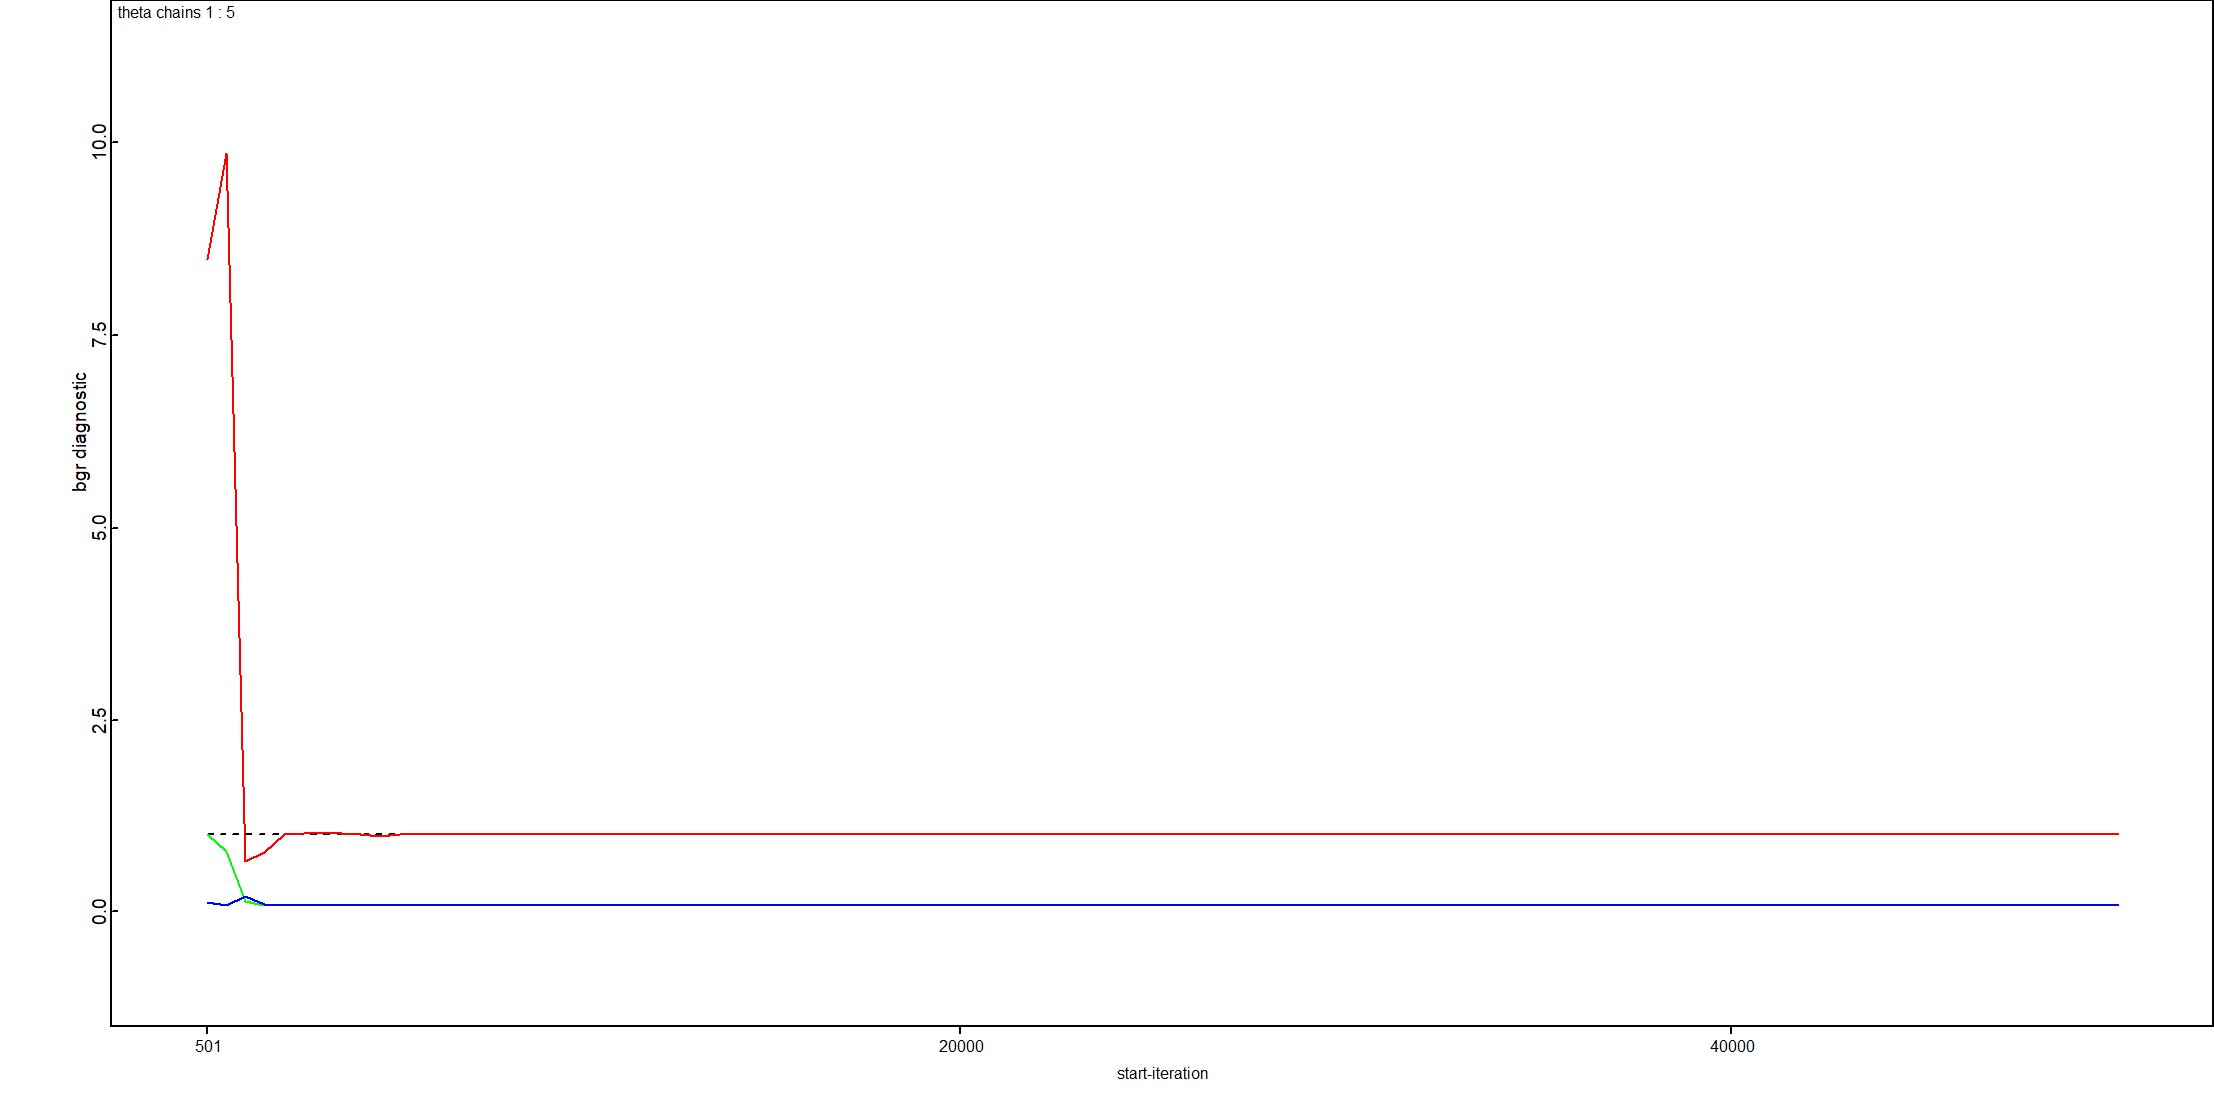 theta chains 1 : 5
10.0
7.5
5.0
2.5
0.0
bgr diagnostic
501
20000
40000
start-iteration